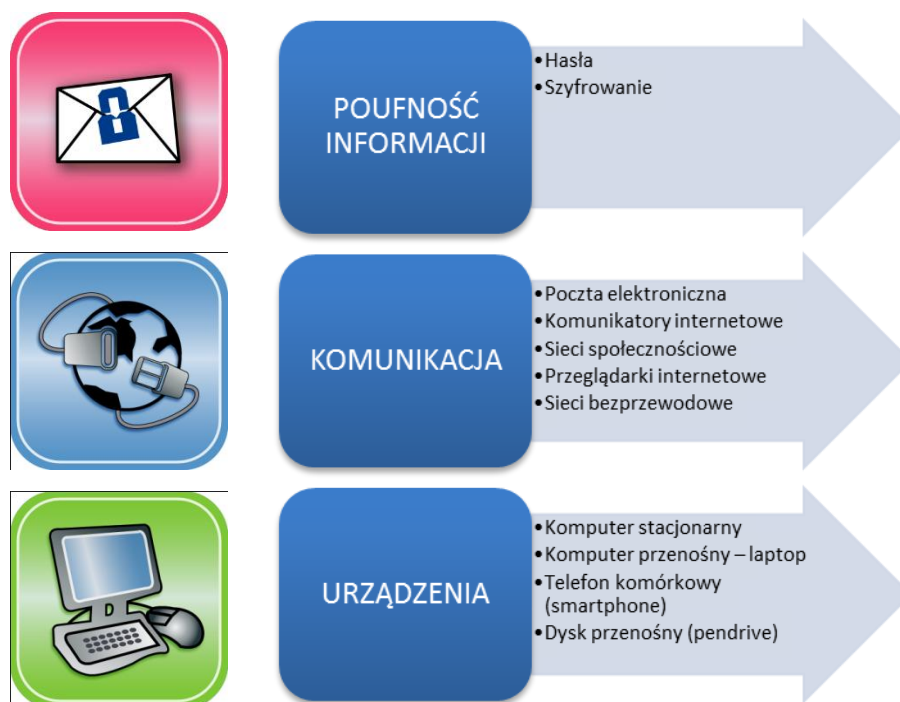 POUFNOŚĆ
INFORMACJI
•Hasła
•Szyfrowanie
KOMUNIKACJA
•Poczta elektroniczna
•Komunikatory internetowe
•Sieci społecznościowe
•Przeglądarki internetowe
•Sieci bezprzewodowe
URZĄDZENIA
•Komputer stacjonarny
•Komputer przenośny – laptop
•Telefon komórkowy
(smartphone)
•Dysk przenośny (pendrive)